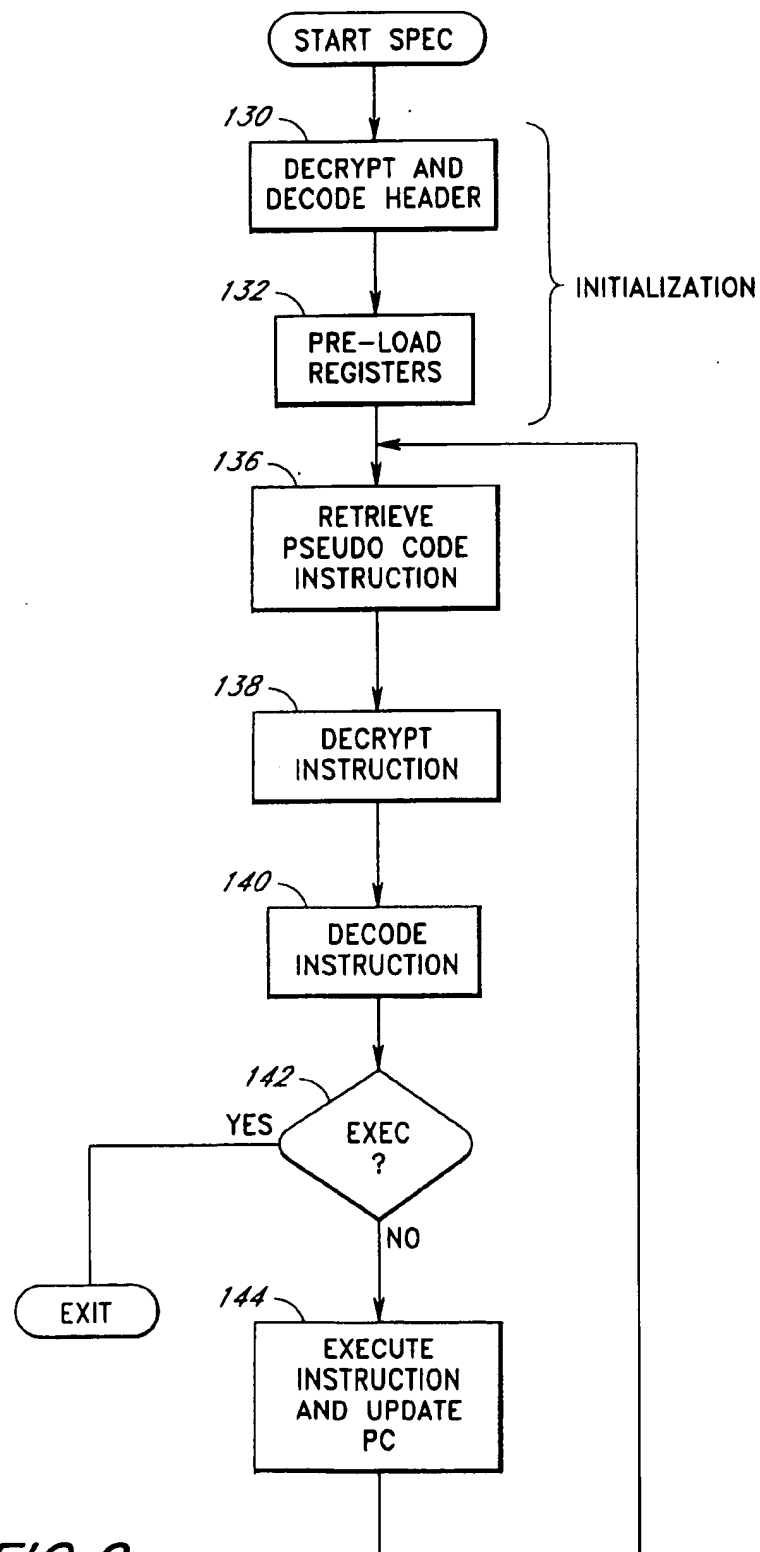 START SPEC
130
DECRYPT AND
DECODE HEADER
INITIALIZATION
132
PRE-LOAD
REGISTERS
136
RETRIEVE
PSEUDO CODE
INSTRUCTION
138
DECRYPT
INSTRUCTION
140
DECODE
INSTRUCTION
142
YES
EXEC
?
NO
EXIT
144
EXECUTE
INSTRUCTION
AND UPDATE
PC